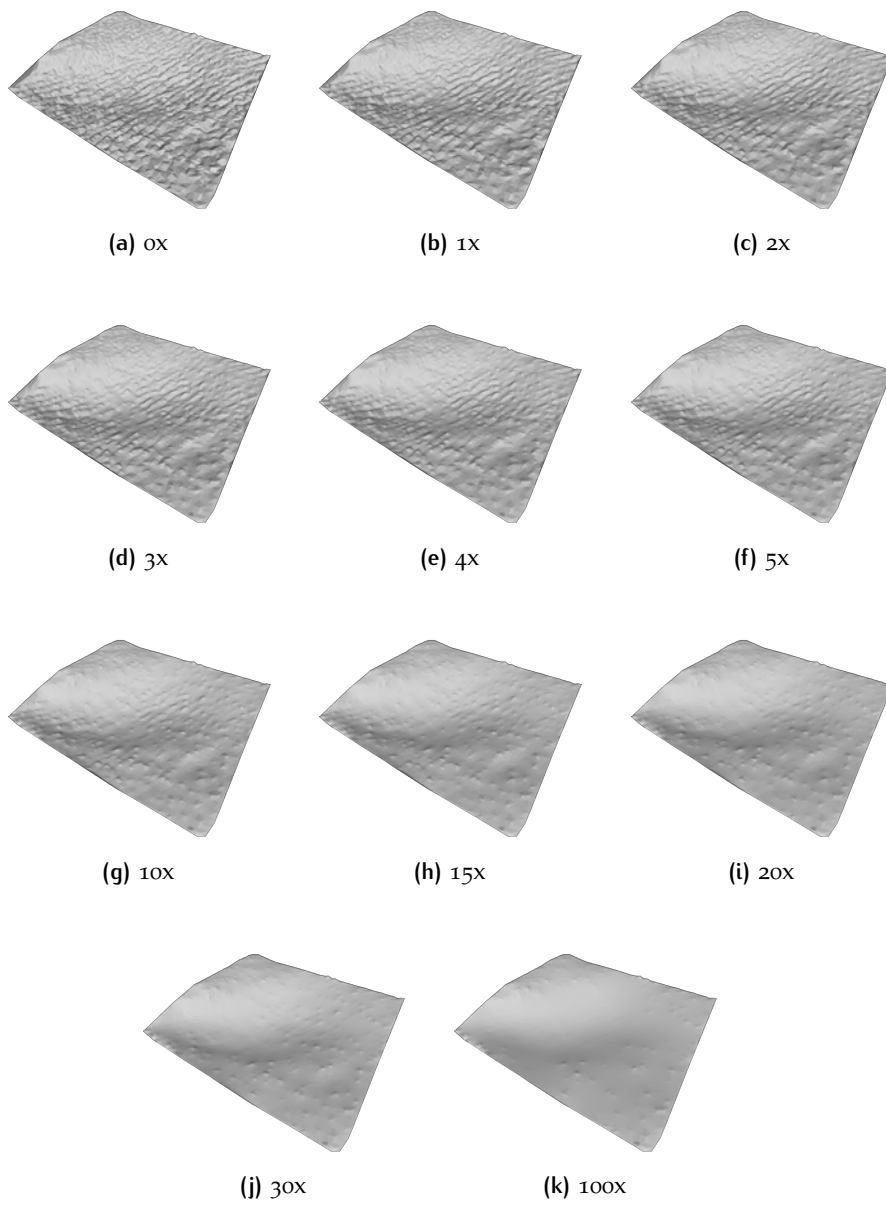 (a) 0x
(b) 1x
(c) 2x
(d) 3x
(e) 4x
(f) 5x
(g) 10x
(h) 15x
(i) 20x
(j) 30x
(k) 100x